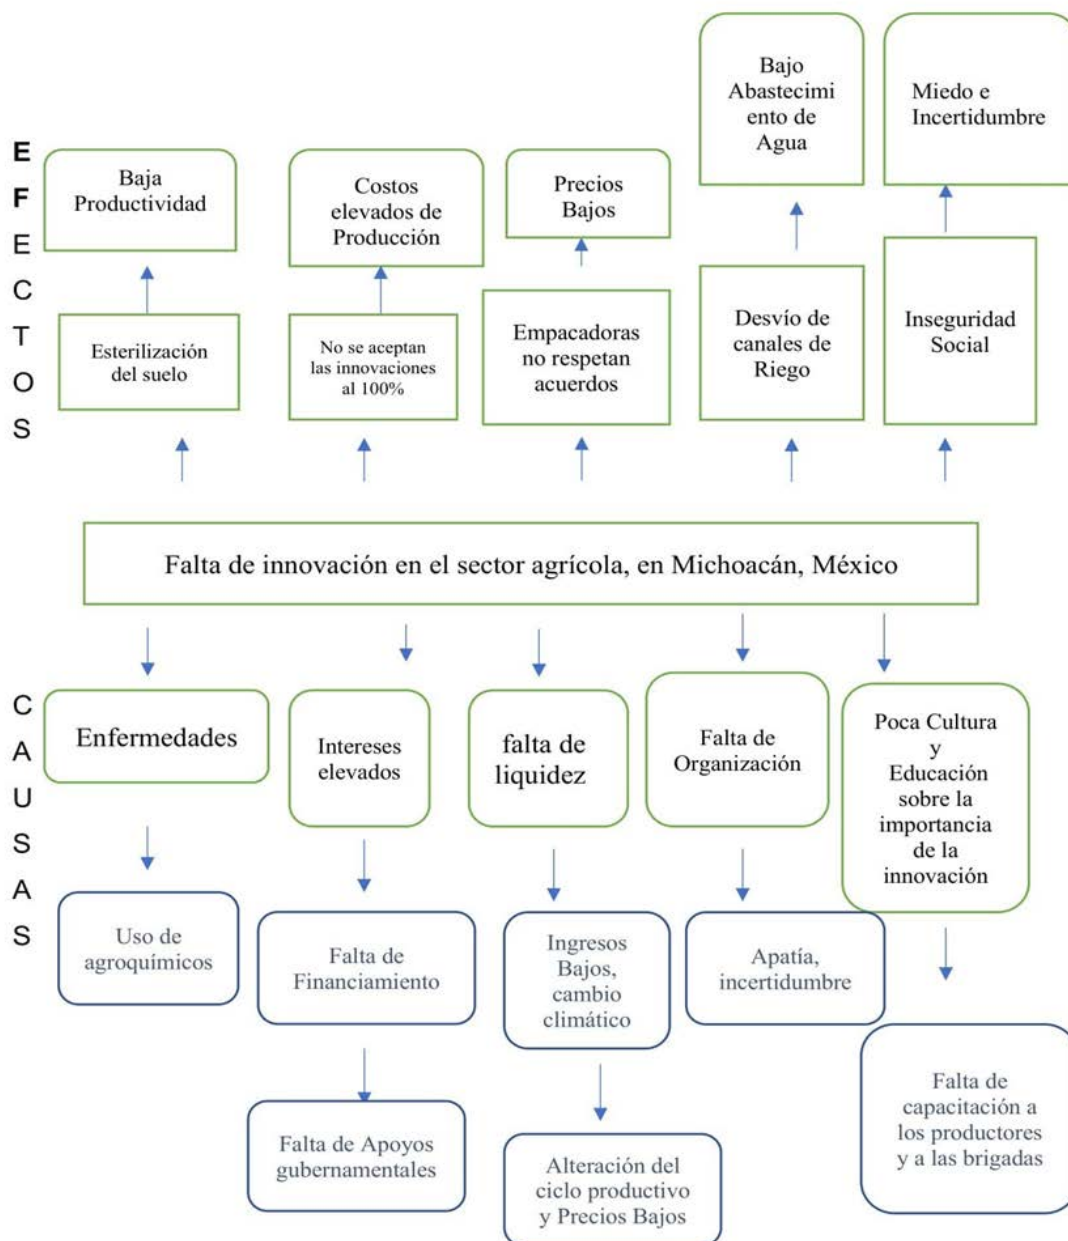 EFECTOS
Bajo
Abastecimi
ento de
Agua
Miedo e
Incertidumbre
Baja
Productividad
Costos
elevados de
Producción
Precios
Bajos
Esterilización
del suelo
No se aceptan
las innovaciones
al 100%
Empacadoras
no respetan
acuerdos
Desvío de
canales de
Riego
Inseguridad
Social
Falta de innovación en el sector agrícola, en Michoacán, México
CAUSAS
Enfermedades
Intereses
elevados
falta de
liquidez
Falta de
Organización
Poca Cultura
y
Educación
sobre la
importancia
de la
innovación
Uso de
agroquímicos
Falta de
Financiamiento
Ingresos
Bajos,
cambio
climático
Apatía,
incertidumbre
Falta de Apoyos
gubernamentales
Alteración del
ciclo productivo
y Precios Bajos
Falta de
capacitación a
los productores
y a las brigadas